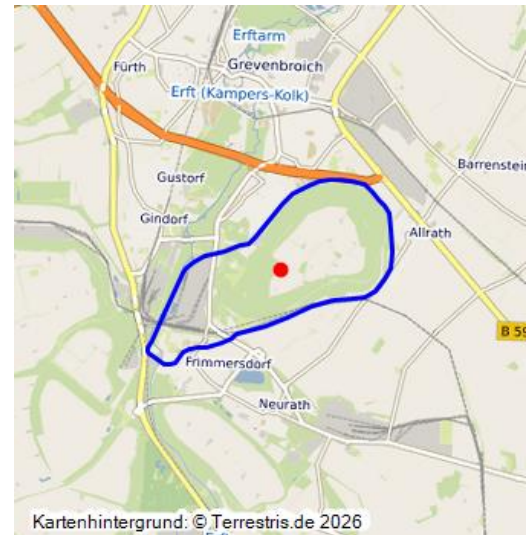 Erftarm
Fürth
Grevenbroich
Erft (Kampers-Kolk)
Barrenstein
Gustorf
Gindorf
Allrath
B 59
Frimmersdorf
Neurath
Kartenhintergrund: © Terrestris.de 2026